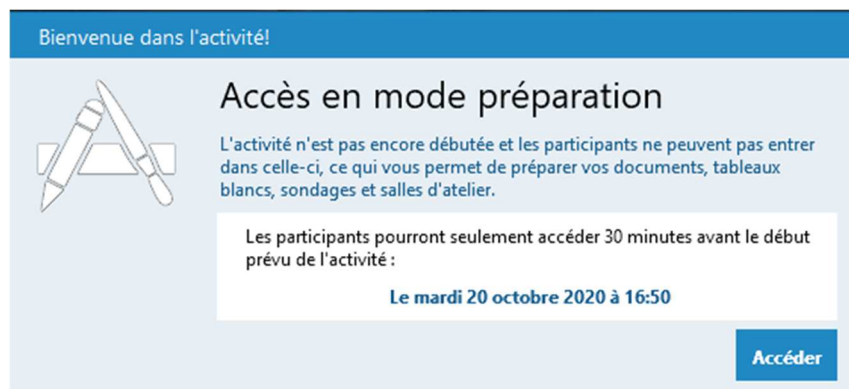 Bienvenue dans l'activité!
Accès en mode préparation
L'activité n'est pas encore débutée et les participants ne peuvent pas entrer
dans celle-ci, ce qui vous permet de préparer vos documents, tableaux
blancs, sondages et salles d'atelier.
Les participants pourront seulement accéder 30 minutes avant le début
prévu de l'activité :
Le mardi 20 octobre 2020 à 16:50
Accéder